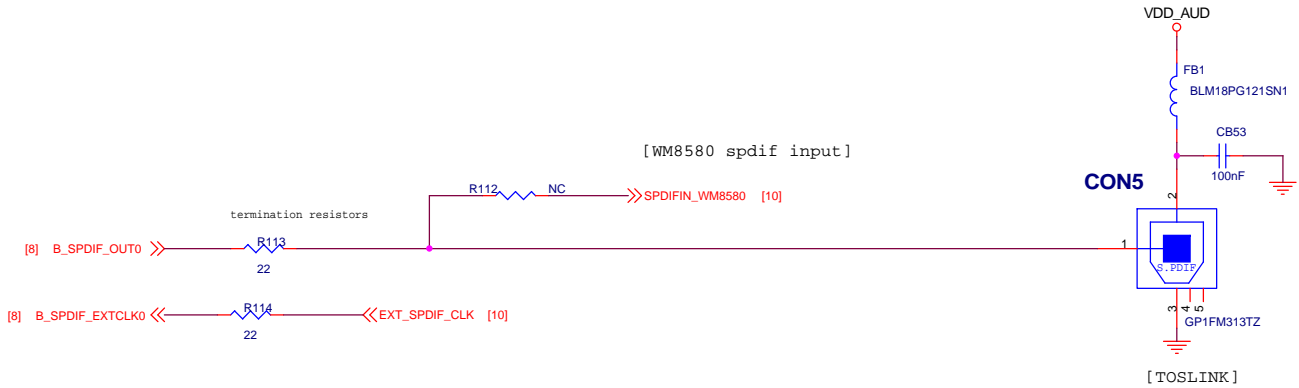 VDD_AUD
FB1
BLM18PG121SN1
CB53
100nF
[WM8580 spdif input]
CON5
R112 NC SPDIFIN_WM8580 [10]
2
termination resistors
[8] B_SPDIF_OUT0 R113 1
22
S.PDIF
[8] B_SPDIF_EXTCLK0 R114 EXT_SPDIF_CLK [10]
22
3 4 5
GP1FM313TZ
[TOSLINK]